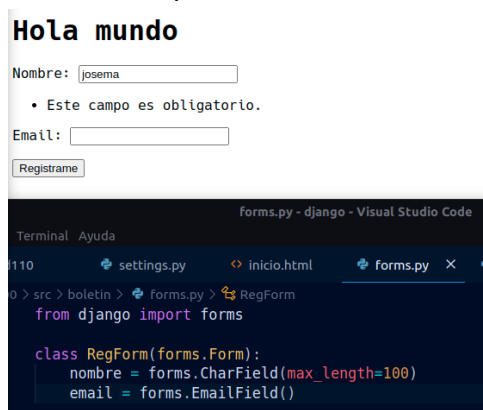 Hola mundo
Nombre: josema
• Este campo es obligatorio.
Email:
Registrame
forms.py - django - Visual Studio Code
Terminal Ayuda
110 settings.py <> inicio.html forms.py ×
0 > src > boletin > forms.py > RegForm
from django import forms
class RegForm(forms.Form):
    nombre = forms.CharField(max_length=100)
    email = forms.EmailField()